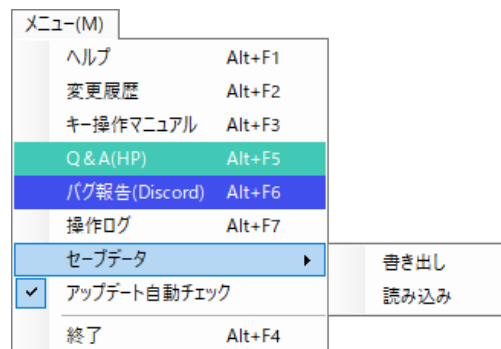 メニュー(M)
ヘルプ Alt+F1
変更履歴 Alt+F2
キー操作マニュアル Alt+F3
Q&A(HP) Alt+F5
バグ報告(Discord) Alt+F6
操作ログ Alt+F7
セーブデータ
書き出し
アップデート自動チェック
読み込み
終了 Alt+F4